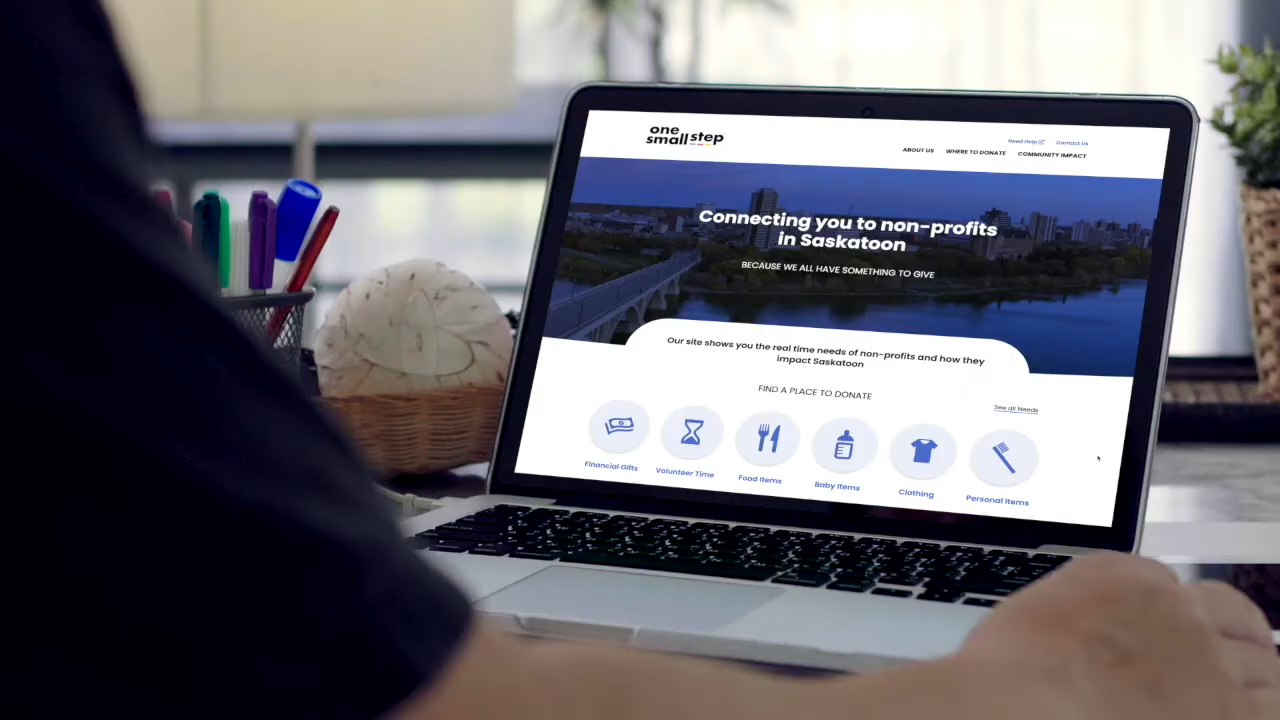 one
small step
Need Help
Contact Us
ABOUT US
WHERE TO DONATE
COMMUNITY IMPACT
Connecting you to non-profits
in Saskatoon
BECAUSE WE ALL HAVE SOMETHING TO GIVE
Our site shows you the real time needs of non-profits and how they
impact Saskatoon
FIND A PLACE TO DONATE
See all Needs
Financial Gifts
Volunteer Time
Food Items
Baby Items
Clothing
Personal Items